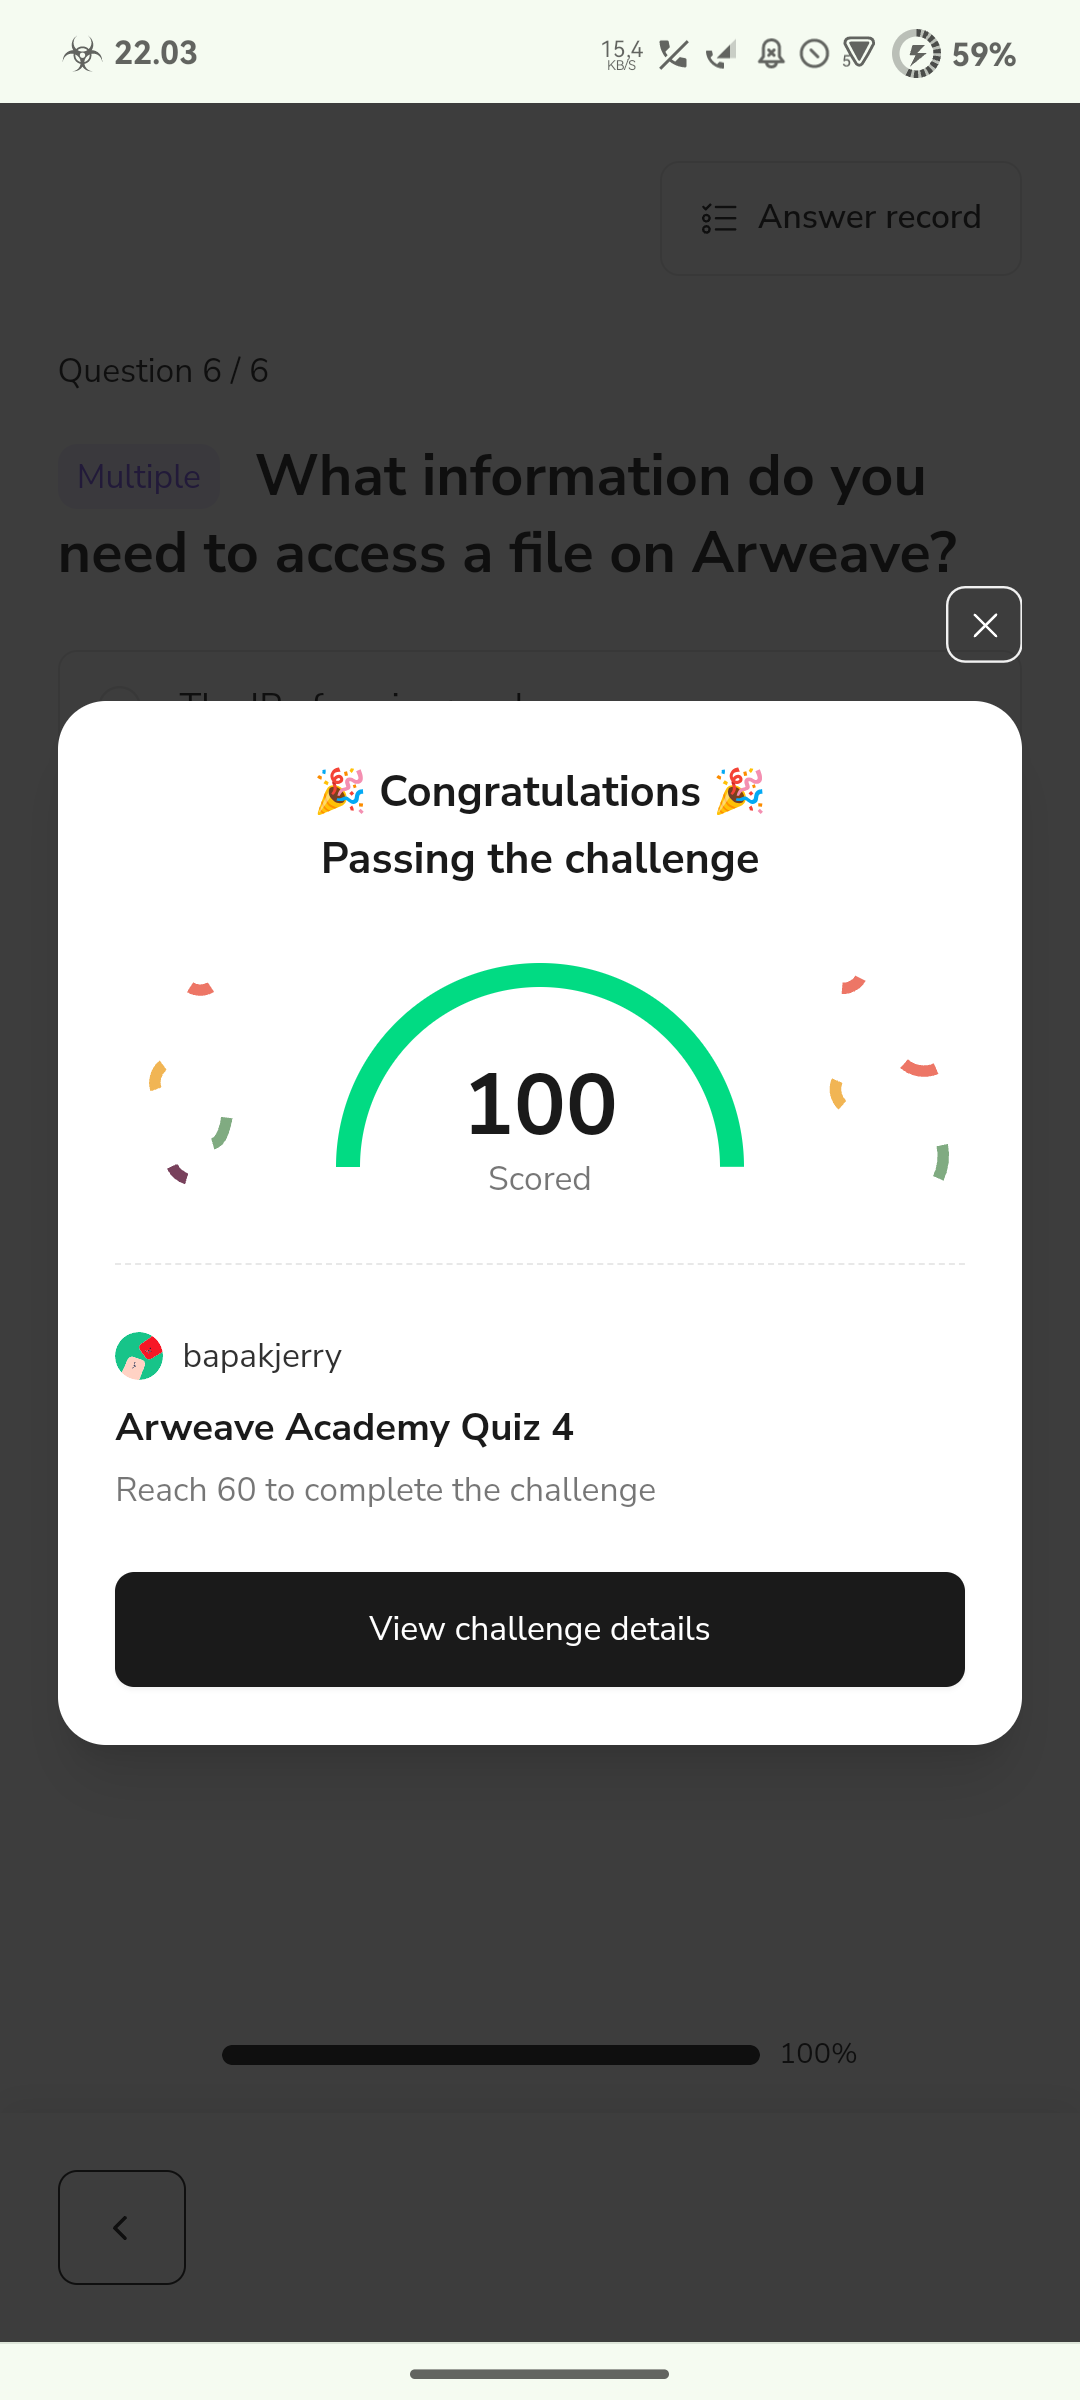 22.03
15,4
KB/S
5
59%
Answer record
Question 6 / 6
Multiple What information do you
need to access a file on Arweave?
🎉 Congratulations 🎉
Passing the challenge
100
Scored
bapakjerry
Arweave Academy Quiz 4
Reach 60 to complete the challenge
View challenge details
100%